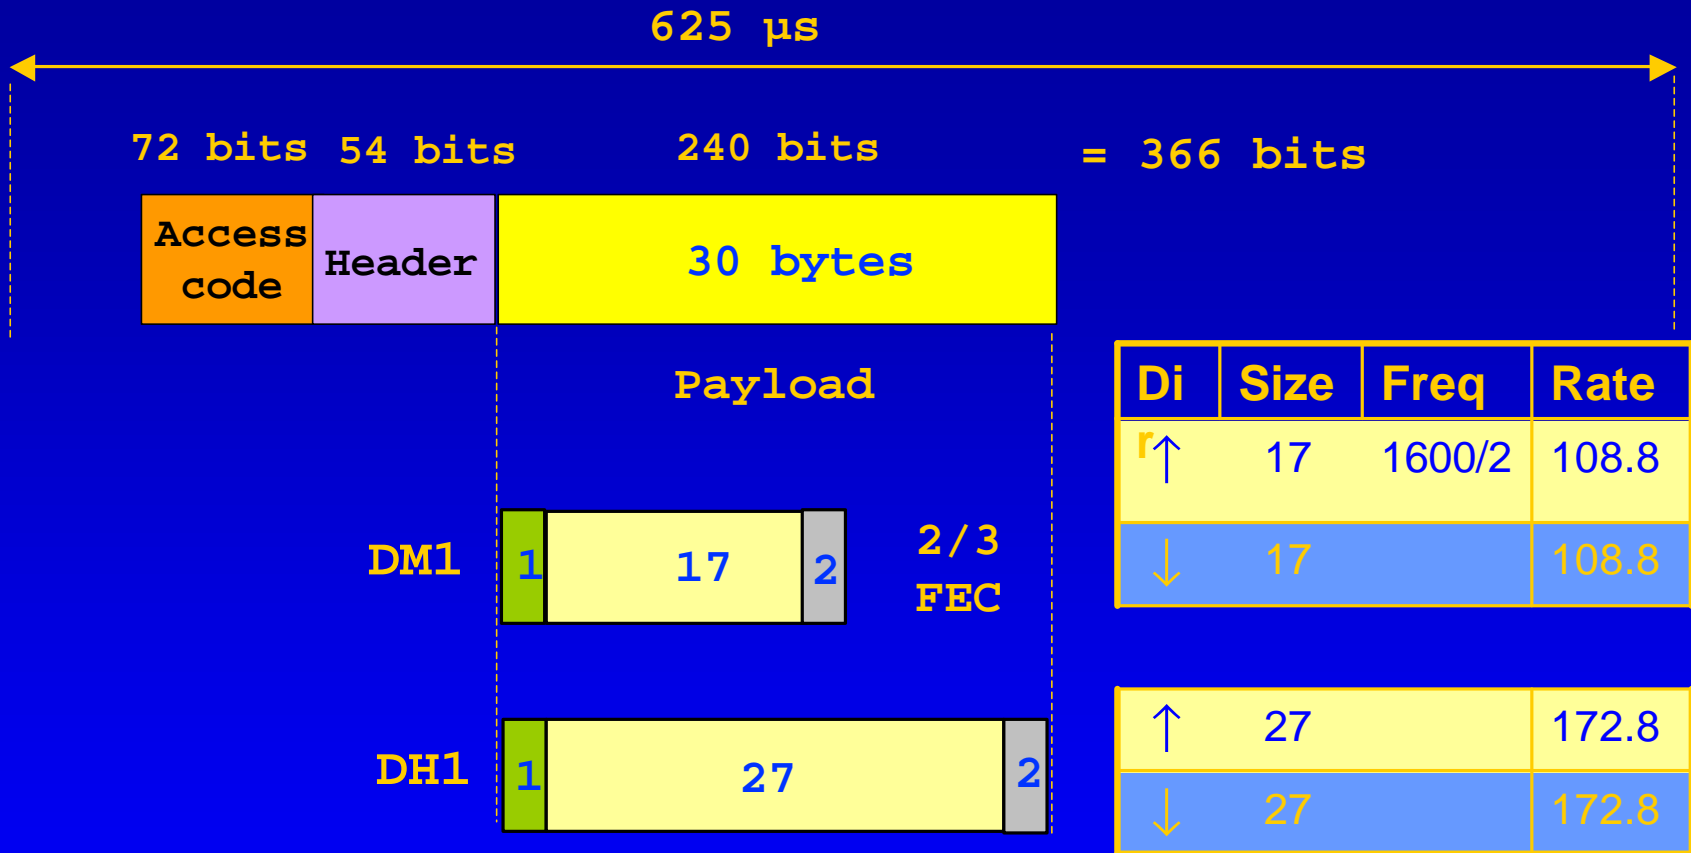 625 µs
72 bits 54 bits 240 bits = 366 bits
Access
code
Header
30 bytes
Payload
Di Size Freq Rate
r↑ 17 1600/2 108.8
↓ 17 108.8
DM1 1 17 2
2/3
FEC
↑ 27 172.8
↓ 27 172.8
DH1 1 27 2